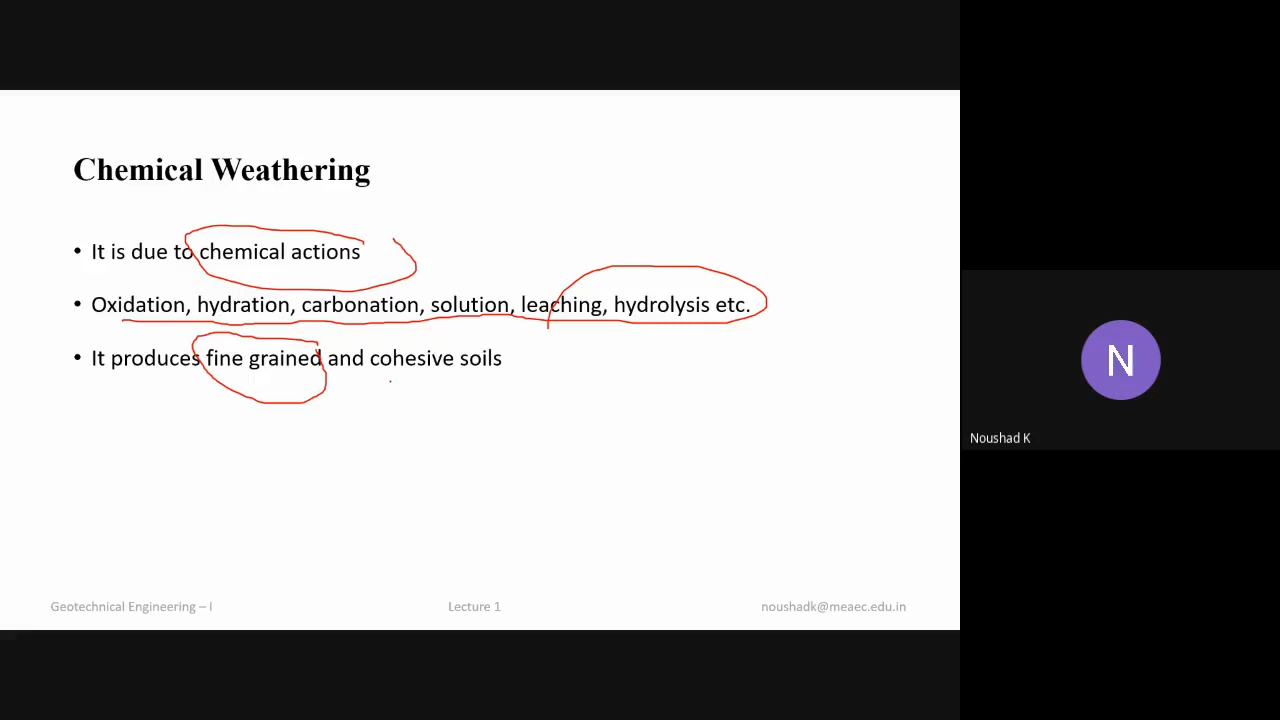 Chemical Weathering
• It is due to chemical actions
• Oxidation, hydration, carbonation, solution, leaching, hydrolysis etc.
• It produces fine grained and cohesive soils
N
Noushad K
Geotechnical Engineering – I
Lecture 1
noushadk@meaec.edu.in